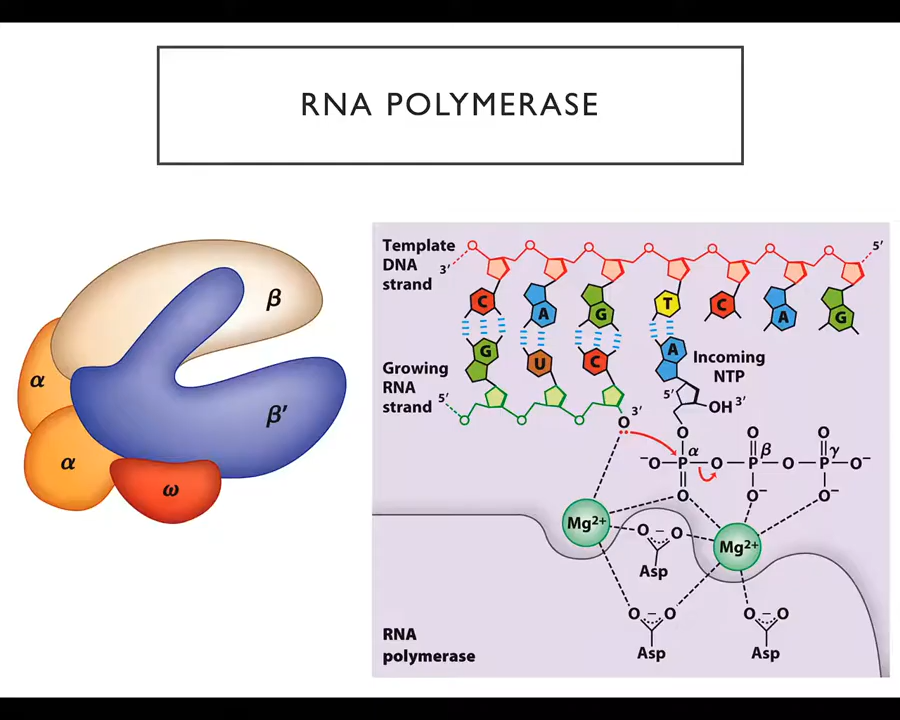 RNA POLYMERASE
β
α
β′
α
ω
Template
DNA
strand
3′
5′
C A G T C A G
G U C A
Incoming
NTP
Growing
RNA
strand
5′
3′
5′
OH 3′
O
O O O
α β γ
⁻O P O P O P O⁻
O O⁻ O⁻
Mg²⁺
O – O
Mg²⁺
Asp
O – O O – O
RNA
polymerase
Asp Asp